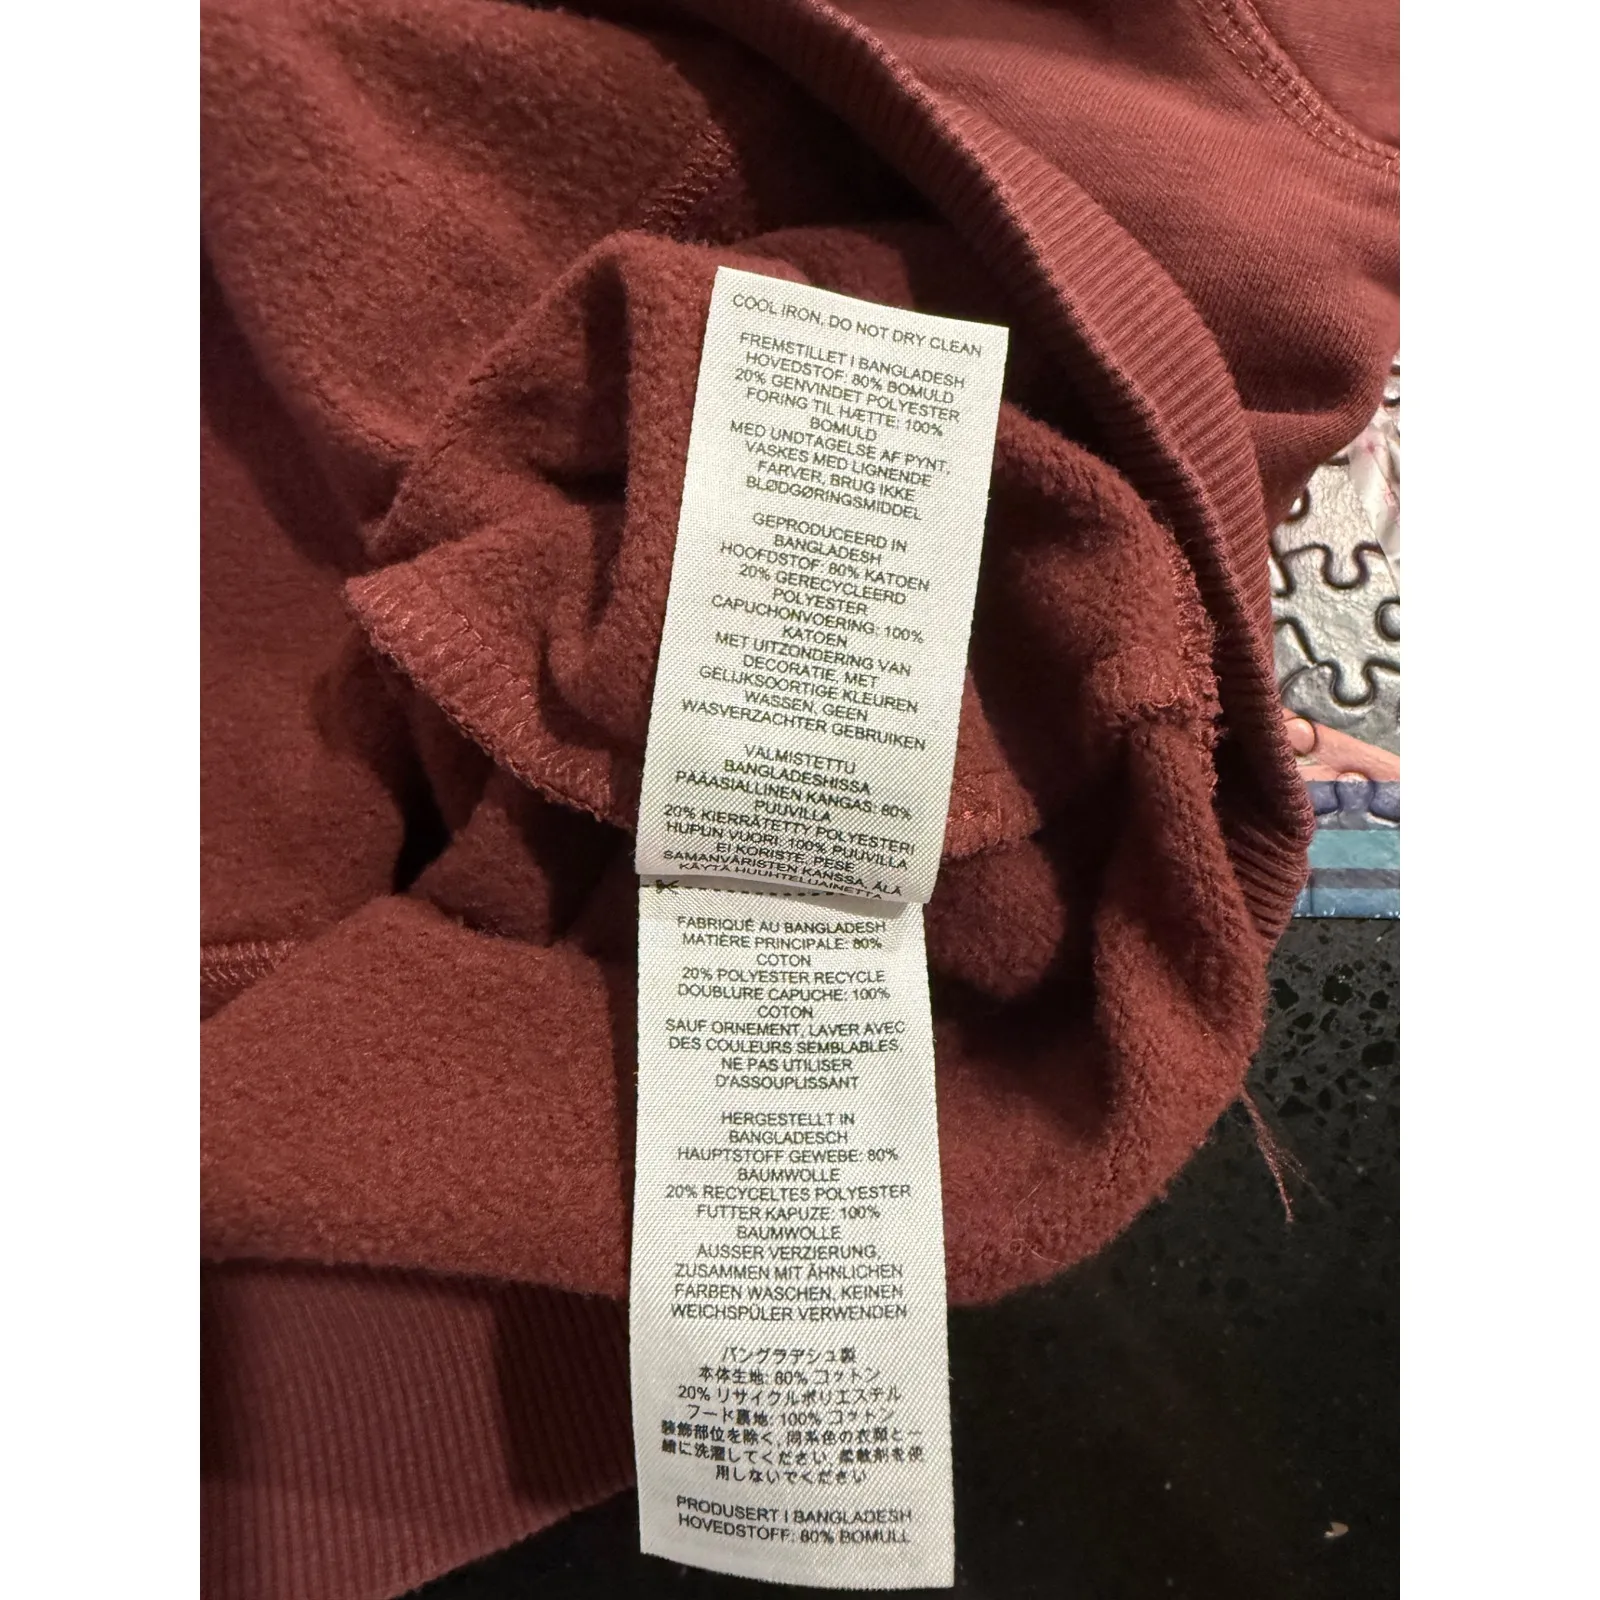 COOL IRON, DO NOT DRY CLEAN
FREMSTILLET I BANGLADESH
HOVEDSTOF: 80% BOMULD
20% GENVINDET POLYESTER
FORING TIL HÆTTE: 100%
BOMULD
MED UNDTAGELSE AF PYNT,
VASKES MED LIGNENDE
FARVER, BRUG IKKE
BLØDGØRINGSMIDDEL
GEPRODUCEERD IN
BANGLADESH
HOOFDSTOF: 80% KATOEN
20% GERECYCLEERD
POLYESTER
CAPUCHONVOERING: 100%
KATOEN
MET UITZONDERING VAN
DECORATIE, MET
GELIJKSOORTIGE KLEUREN
WASSEN, GEEN
WASVERZACHTER GEBRUIKEN
VALMISTETTU
BANGLADESHISSA
PÄÄASIALLINEN KANGAS: 80%
PUUVILLA
20% KIERRÄTETTY POLYESTERI
HUPUN VUORI: 100% PUUVILLA
EI KORISTE, PESE
SAMANVÄRISTEN KANSSA, ÄLÄ
KÄYTÄ HUUHTELUAINETTA
FABRIQUÉ AU BANGLADESH
MATIÈRE PRINCIPALE: 80%
COTON
20% POLYESTER RECYCLE
DOUBLURE CAPUCHE: 100%
COTON
SAUF ORNEMENT, LAVER AVEC
DES COULEURS SEMBLABLES,
NE PAS UTILISER
D'ASSOUPLISSANT
HERGESTELLT IN
BANGLADESCH
HAUPTSTOFF GEWEBE: 80%
BAUMWOLLE
20% RECYCELTES POLYESTER
FUTTER KAPUZE: 100%
BAUMWOLLE
AUSSER VERZIERUNG,
ZUSAMMEN MIT ÄHNLICHEN
FARBEN WASCHEN, KEINEN
WEICHSPÜLER VERWENDEN
バングラデシュ製
本体生地: 80% コットン
20% リサイクルポリエステル
フード裏地: 100% コットン
装飾部位を除く, 同系色の衣類と一
緒に洗濯してください, 柔軟剤を使
用しないでください
PRODUSERT I BANGLADESH
HOVEDSTOFF: 80% BOMULL